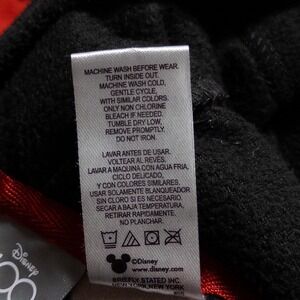 MACHINE WASH BEFORE WEAR.
TURN INSIDE OUT.
MACHINE WASH COLD,
GENTLE CYCLE,
WITH SIMILAR COLORS.
ONLY NON CHLORINE
BLEACH IF NEEDED.
TUMBLE DRY LOW,
REMOVE PROMPTLY.
DO NOT IRON.
LAVAR ANTES DE USAR.
VOLTEAR AL REVES.
LAVAR A MAQUINA CON AGUA FRIA,
CICLO DELICADO,
Y CON COLORES SIMILARES.
USAR SOLAMENTE BLANQUEADOR
SIN CLORO SI ES NECESARIO.
SECAR A BAJA TEMPERATURA.
RETIRAR RAPIDAMENTE.
NO PLANCHAR.
©Disney
www.disney.com
BRIEFLY STATED INC
NEW YORK, NEW YORK
Disney
100